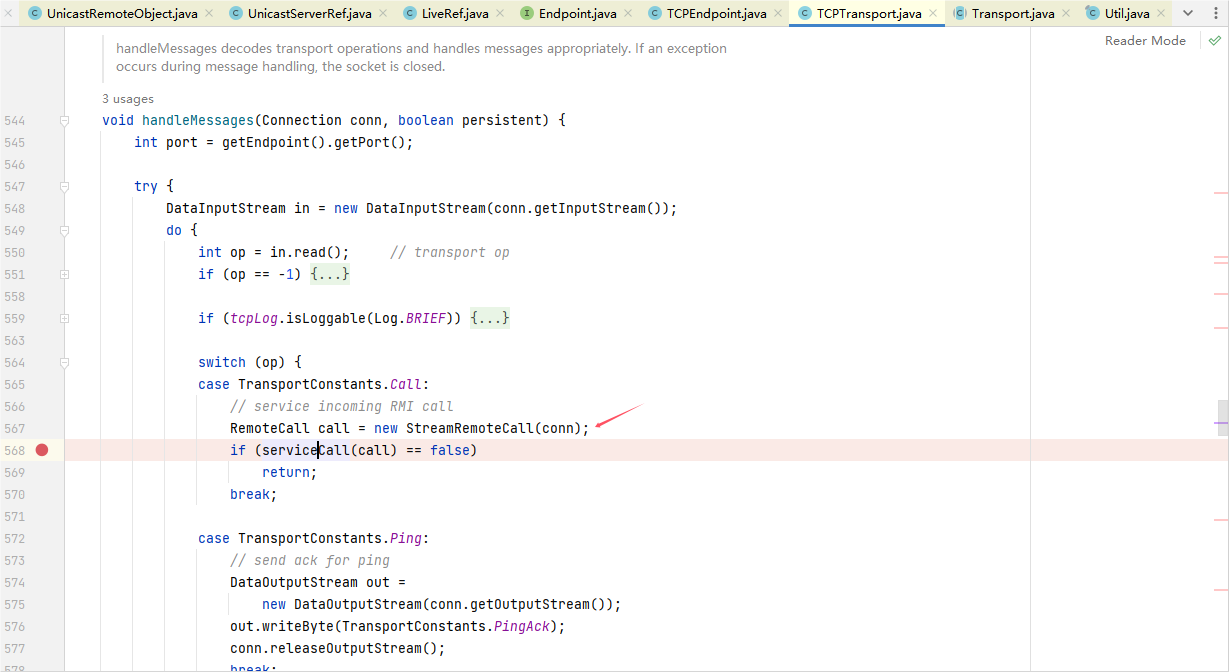 UnicastRemoteObject.java
UnicastServerRef.java
LiveRef.java
Endpoint.java
TCPEndpoint.java
TCPTransport.java
Transport.java
Util.java
Reader Mode
handleMessages decodes transport operations and handles messages appropriately. If an exception
occurs during message handling, the socket is closed.
3 usages
544 void handleMessages(Connection conn, boolean persistent) {
545 int port = getEndpoint().getPort();
546
547 try {
548 DataInputStream in = new DataInputStream(conn.getInputStream());
549 do {
550 int op = in.read();     // transport op
551 if (op == -1) {...}
558
559 if (tcpLog.isLoggable(Log.BRIEF)) {...}
563
564 switch (op) {
565 case TransportConstants.Call:
566 // service incoming RMI call
567 RemoteCall call = new StreamRemoteCall(conn);
568 if (serviceCall(call) == false)
569 return;
570 break;
571
572 case TransportConstants.Ping:
573 // send ack for ping
574 DataOutputStream out =
575 new DataOutputStream(conn.getOutputStream());
576 out.writeByte(TransportConstants.PingAck);
577 conn.releaseOutputStream();
578 break;